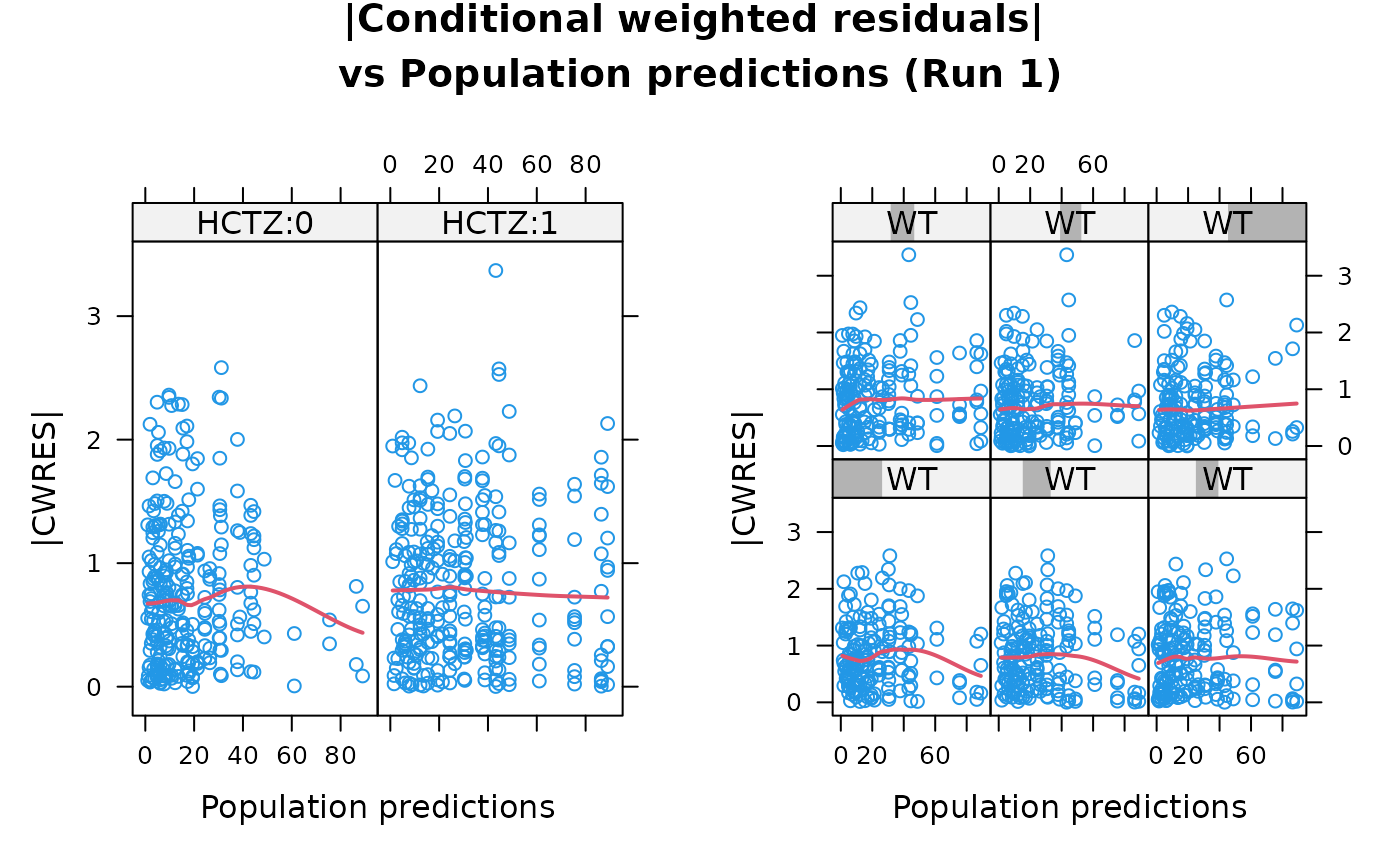 |Conditional weighted residuals|
vs Population predictions (Run 1)
0 20 40 60 80
HCTZ:0 HCTZ:1
3
2
1
0
|CWRES|
0 20 40 60 80
Population predictions
0 20 60
WT WT WT
3
2
1
0
WT WT WT
3
2
1
0
|CWRES|
0 20 60 0 20 60
Population predictions